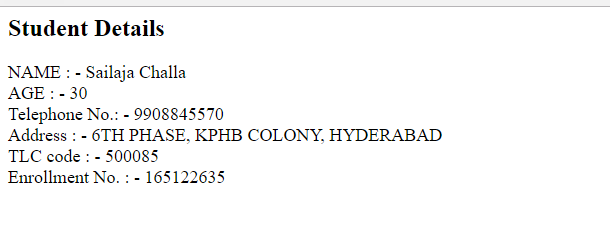 Student Details
NAME : - Sailaja Challa
AGE : - 30
Telephone No.: - 9908845570
Address : - 6TH PHASE, KPHB COLONY, HYDERABAD
TLC code : - 500085
Enrollment No. : - 165122635